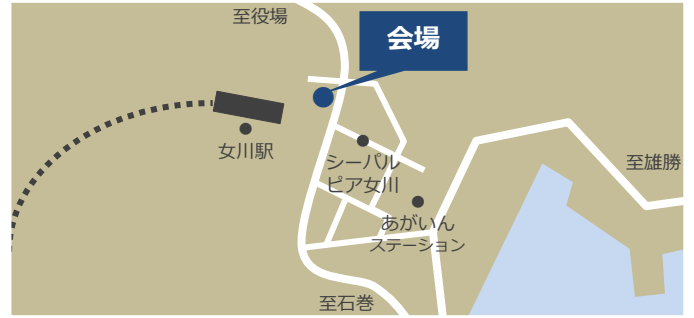 至役場
会場
女川駅
シーパル
ピア女川
至雄勝
あがいん
ステーション
至石巻